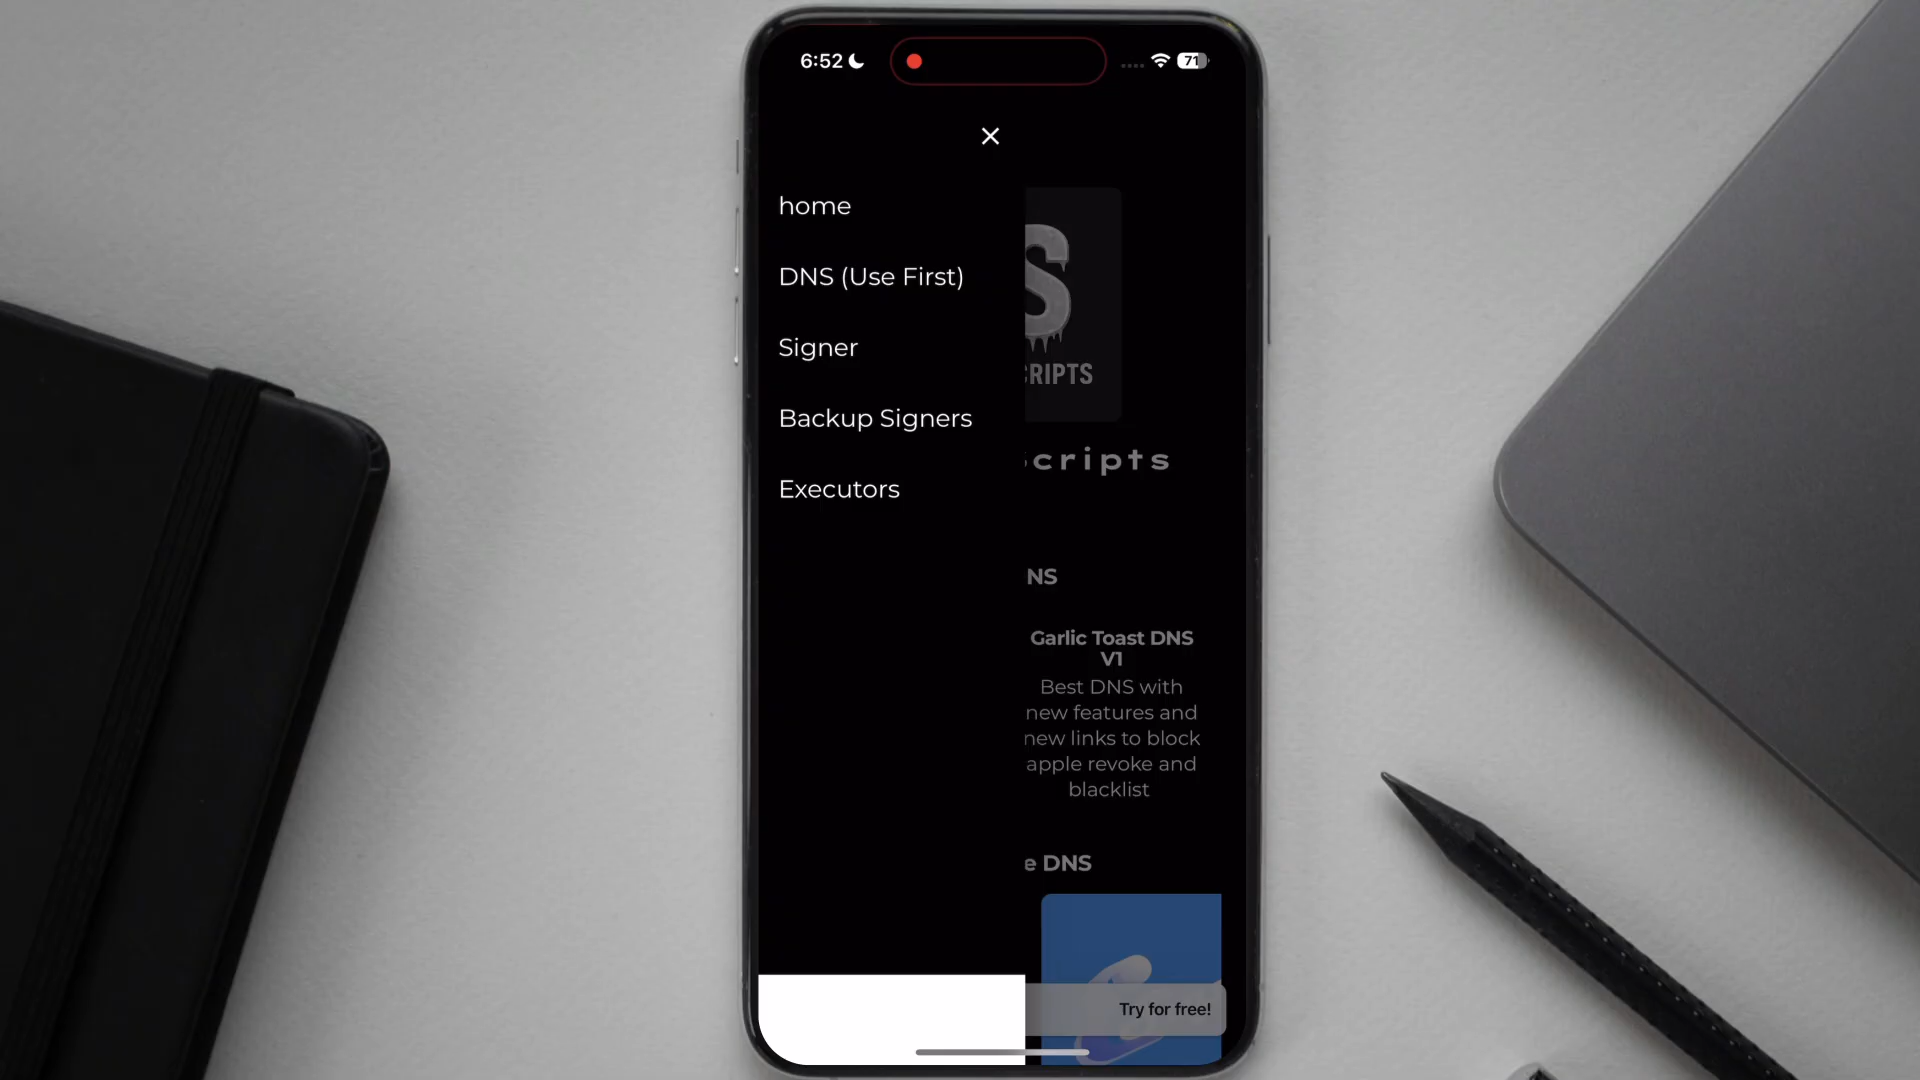 6:52
71
home
DNS (Use First)
Signer
Backup Signers
Executors
S
RIPTS
cripts
NS
Garlic Toast DNS
V1
Best DNS with
new features and
new links to block
apple revoke and
blacklist
e DNS
Try for free!